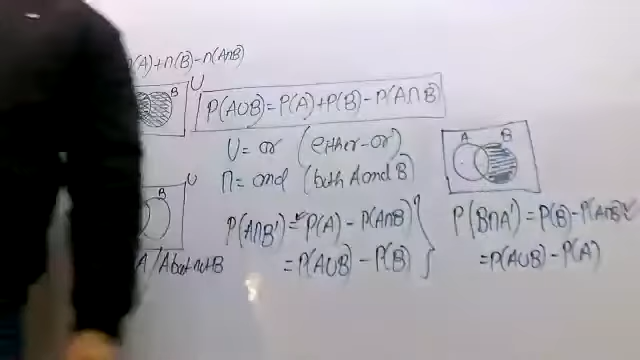 (A)+n(B)-n(A∩B)
U
B
P(A∪B)=P(A)+P(B)-P(A∩B)
U= or (either-or)
∩= and (both A and B)
A B
U
B
P(A∩B')=P(A)-P(A∩B)
=P(A∪B)-P(B)
P(B∩A')=P(B)-P(A∩B)
=P(A∪B)-P(A)
A/A but not B